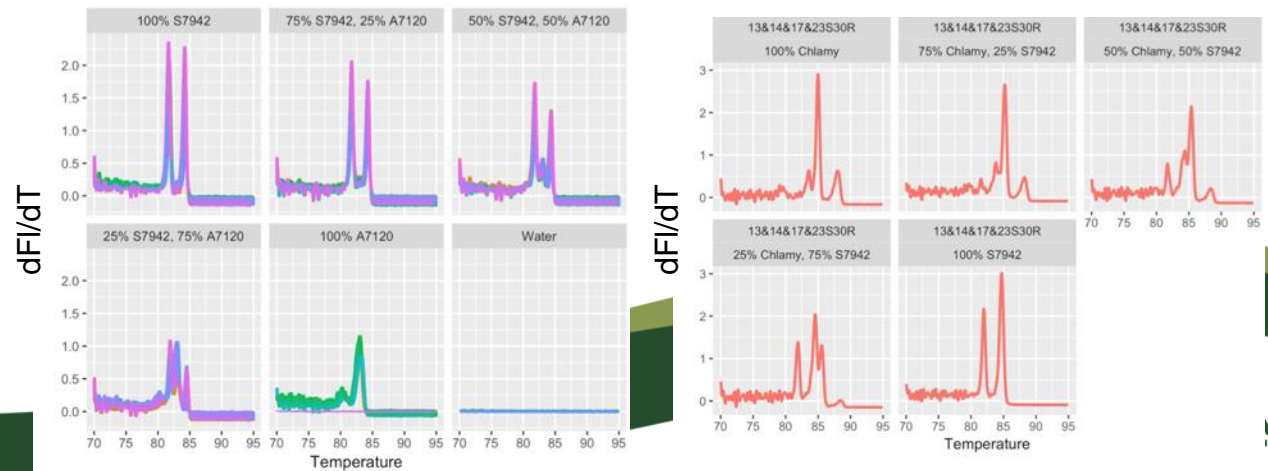 100% S7942
75% S7942, 25% A7120
50% S7942, 50% A7120
2.0
1.5
1.0
0.5
0.0
dFl/dT
25% S7942, 75% A7120
100% A7120
Water
2.0
1.5
1.0
0.5
0.0
70 75 80 85 90 95
70 75 80 85 90 95
70 75 80 85 90 95
Temperature
13&14&17&23S30R
13&14&17&23S30R
13&14&17&23S30R
100% Chlamy
75% Chlamy, 25% S7942
50% Chlamy, 50% S7942
3
2
1
0
dFl/dT
70 75 80 85 90 95
13&14&17&23S30R
13&14&17&23S30R
25% Chlamy, 75% S7942
100% S7942
3
2
1
0
70 75 80 85 90 95
70 75 80 85 90 95
Temperature